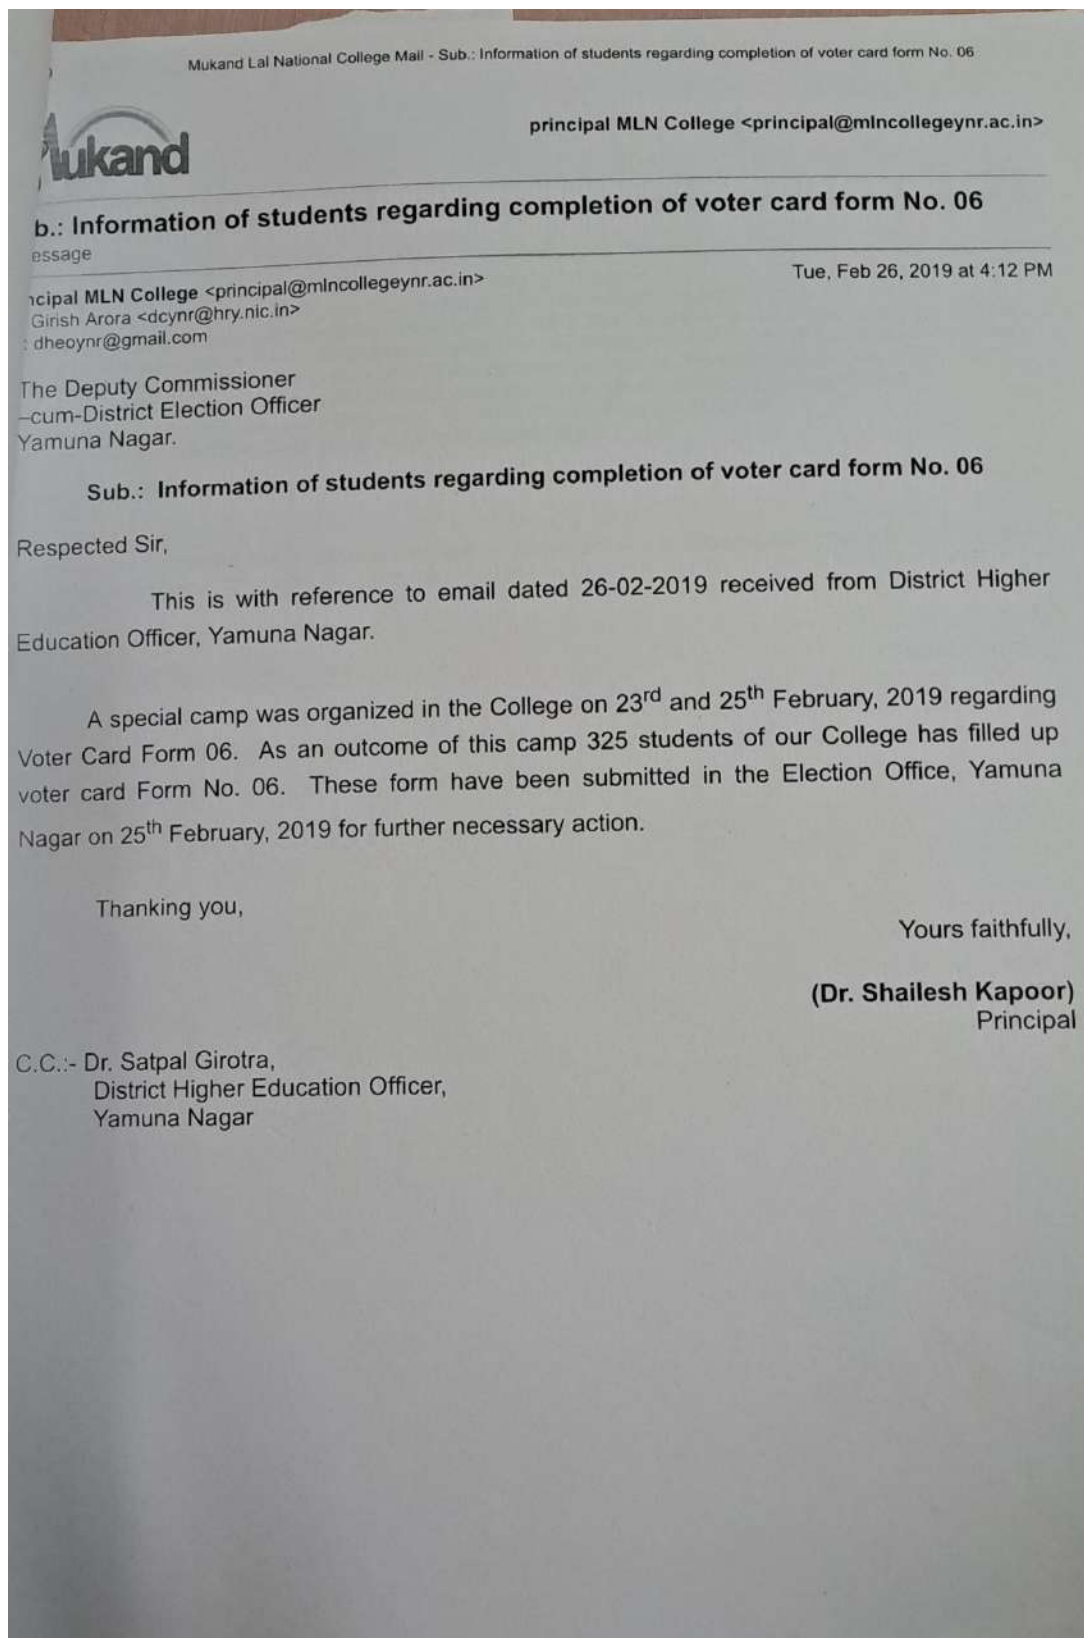 Mukand Lal National College Mail - Sub.: Information of students regarding completion of voter card form No. 06
principal MLN College <principal@mlncollegeynr.ac.in>
Mukand
b.: Information of students regarding completion of voter card form No. 06
essage
ncipal MLN College <principal@mlncollegeynr.ac.in>
Tue, Feb 26, 2019 at 4:12 PM
Girish Arora <dcynr@hry.nic.in>
: dheoynr@gmail.com
The Deputy Commissioner
–cum-District Election Officer
Yamuna Nagar.
Sub.: Information of students regarding completion of voter card form No. 06
Respected Sir,
This is with reference to email dated 26-02-2019 received from District Higher
Education Officer, Yamuna Nagar.
A special camp was organized in the College on 23rd and 25th February, 2019 regarding
Voter Card Form 06. As an outcome of this camp 325 students of our College has filled up
voter card Form No. 06. These form have been submitted in the Election Office, Yamuna
Nagar on 25th February, 2019 for further necessary action.
Thanking you,
Yours faithfully,
(Dr. Shailesh Kapoor)
Principal
C.C.:- Dr. Satpal Girotra,
District Higher Education Officer,
Yamuna Nagar